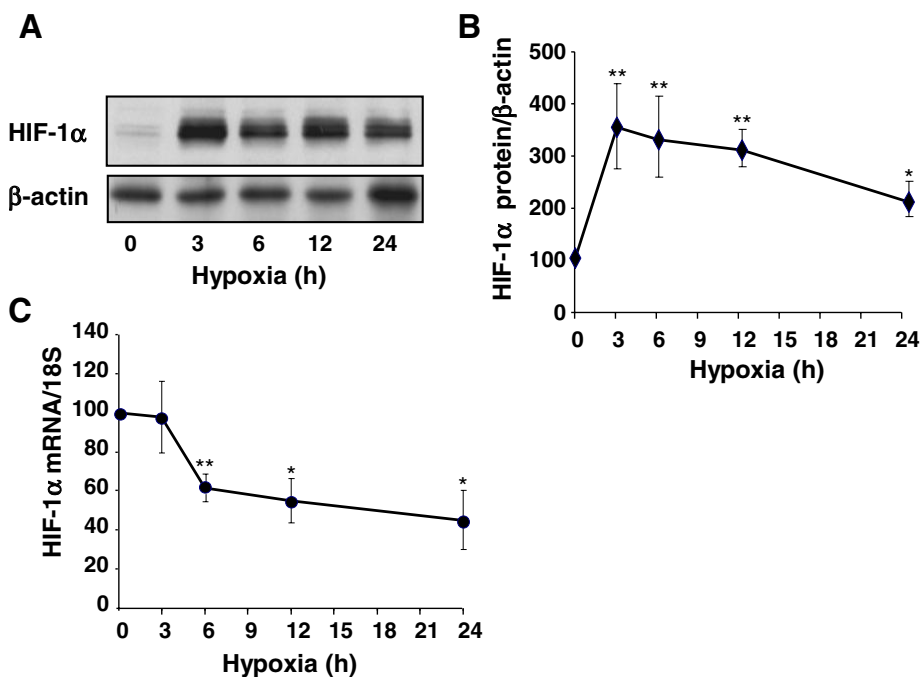 A
HIF-1α
β-actin
0 3 6 12 24
Hypoxia (h)
B
HIF-1α protein/β-actin
500
400
300
200
100
0
** ** ** *
0 3 6 9 12 15 18 21 24
Hypoxia (h)
C
HIF-1α mRNA/18S
140
120
100
80
60
40
20
0
** * *
0 3 6 9 12 15 18 21 24
Hypoxia (h)